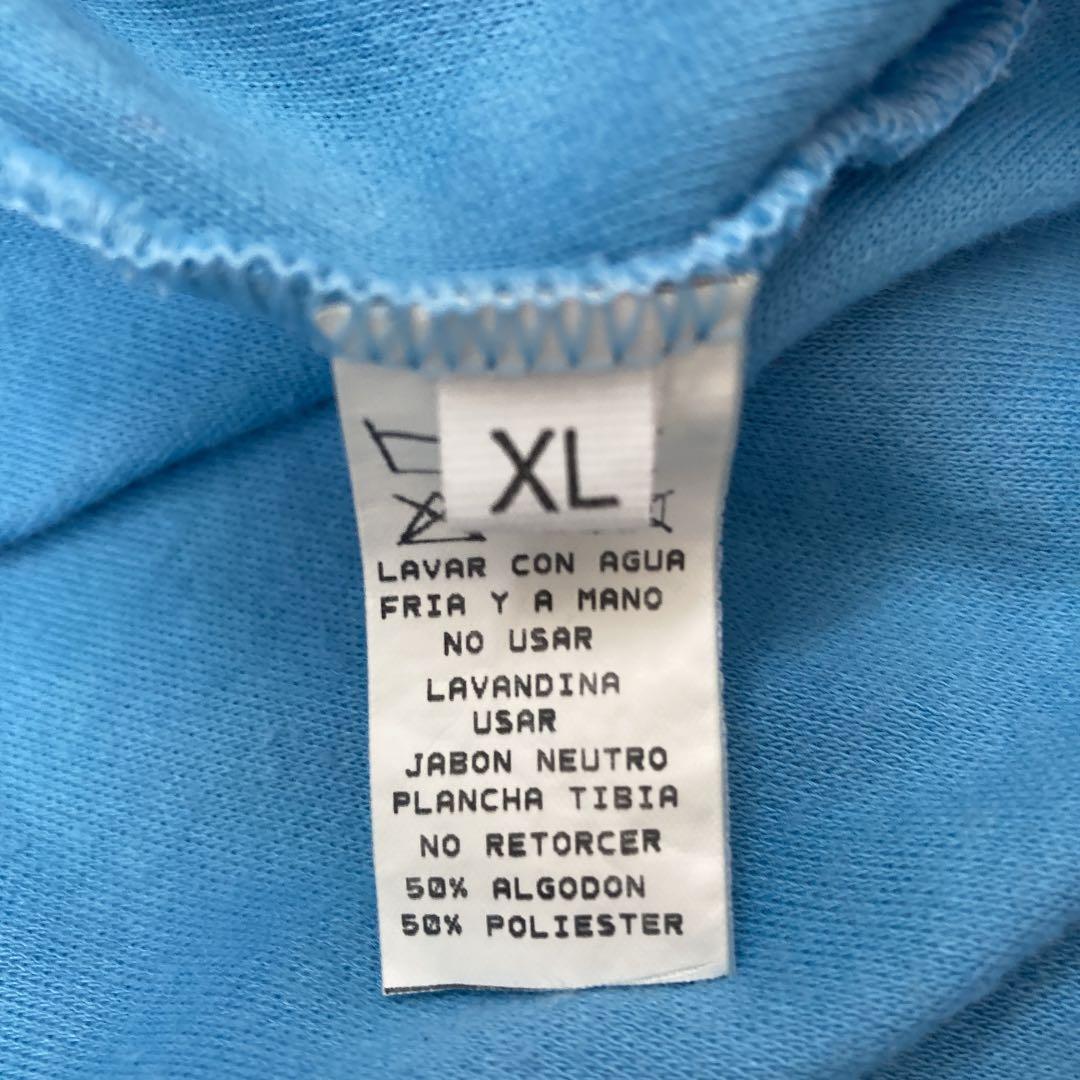 XL
LAVAR CON AGUA
FRIA Y A MANO
NO USAR
LAVANDINA
USAR
JABON NEUTRO
PLANCHA TIBIA
NO RETORCER
50% ALGODON
50% POLIESTER